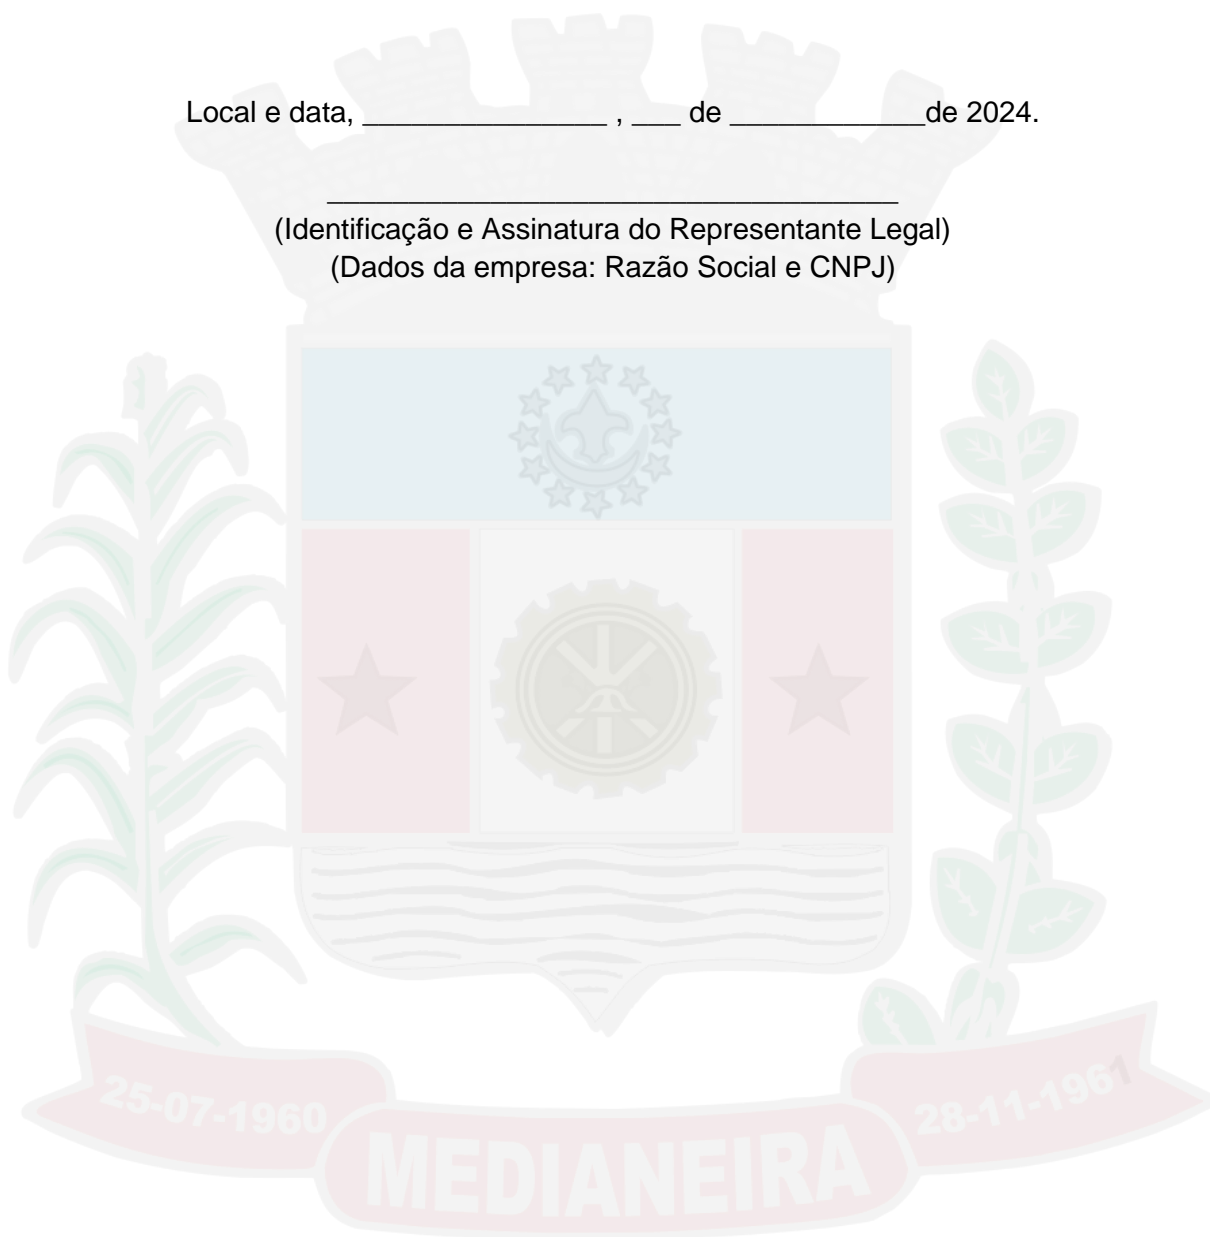 Local e data, _______________ , ___ de ____________de 2024.
___________________________________
(Identificação e Assinatura do Representante Legal)
(Dados da empresa: Razão Social e CNPJ)
25-07-1960
28-11-1961
MEDIANEIRA